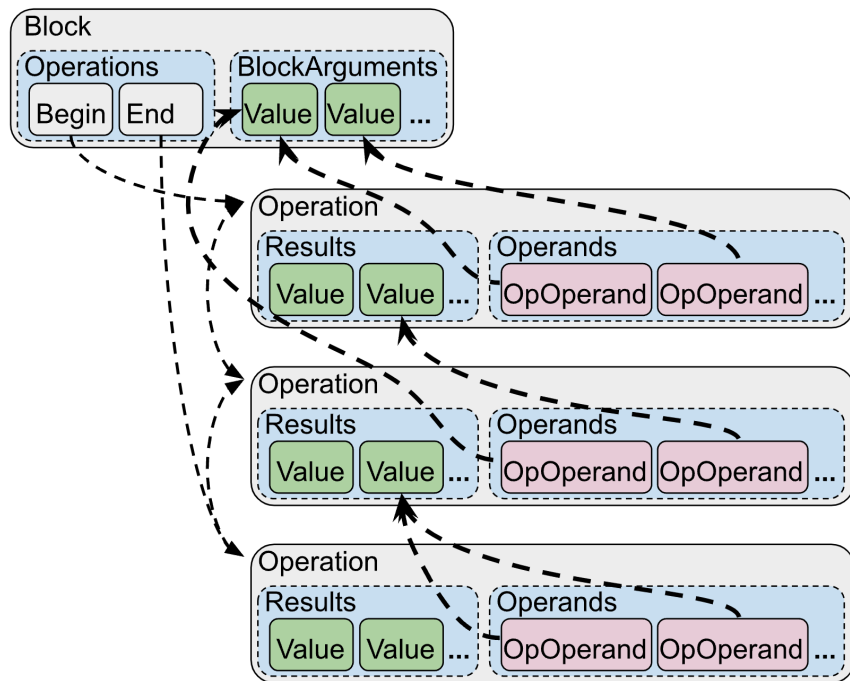 Block
Operations BlockArguments
Begin End Value Value ...
Operation
Results Operands
Value Value ... OpOperand OpOperand ...
Operation
Results Operands
Value Value ... OpOperand OpOperand ...
Operation
Results Operands
Value Value ... OpOperand OpOperand ...